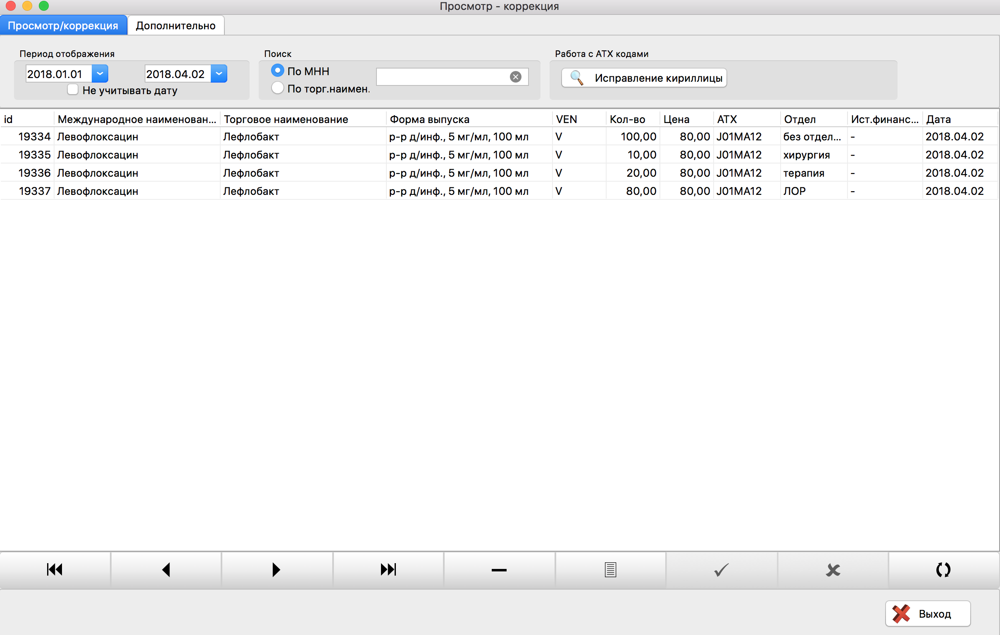 Просмотр - коррекция
Просмотр/коррекция Дополнительно
Период отображения Поиск Работа с АТХ кодами
2018.01.01 2018.04.02 По МНН Исправление кириллицы
Не учитывать дату По торг.наимен.
id Международное наименован... Торговое наименование Форма выпуска VEN Кол-во Цена АТХ Отдел Ист.финанс... Дата
19334 Левофлоксацин Лефлобакт р-р д/инф., 5 мг/мл, 100 мл V 100,00 80,00 J01MA12 без отдел... - 2018.04.02
19335 Левофлоксацин Лефлобакт р-р д/инф., 5 мг/мл, 100 мл V 10,00 80,00 J01MA12 хирургия - 2018.04.02
19336 Левофлоксацин Лефлобакт р-р д/инф., 5 мг/мл, 100 мл V 20,00 80,00 J01MA12 терапия - 2018.04.02
19337 Левофлоксацин Лефлобакт р-р д/инф., 5 мг/мл, 100 мл V 80,00 80,00 J01MA12 ЛОР - 2018.04.02
Выход